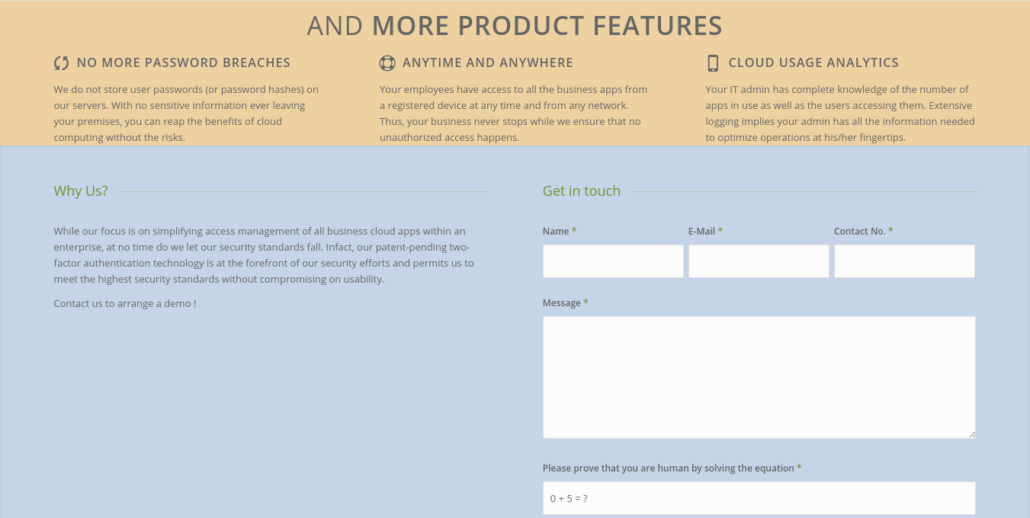 AND MORE PRODUCT FEATURES
NO MORE PASSWORD BREACHES
We do not store user passwords (or password hashes) on
our servers. With no sensitive information ever leaving
your premises, you can reap the benefits of cloud
computing without the risks.
ANYTIME AND ANYWHERE
Your employees have access to all the business apps from
a registered device at any time and from any network.
Thus, your business never stops while we ensure that no
unauthorized access happens.
CLOUD USAGE ANALYTICS
Your IT admin has complete knowledge of the number of
apps in use as well as the users accessing them. Extensive
logging implies your admin has all the information needed
to optimize operations at his/her fingertips.
Why Us?
While our focus is on simplifying access management of all business cloud apps within an
enterprise, at no time do we let our security standards fall. Infact, our patent-pending two-
factor authentication technology is at the forefront of our security efforts and permits us to
meet the highest security standards without compromising on usability.
Contact us to arrange a demo !
Get in touch
Name *
E-Mail *
Contact No. *
Message *
Please prove that you are human by solving the equation *
0 + 5 = ?